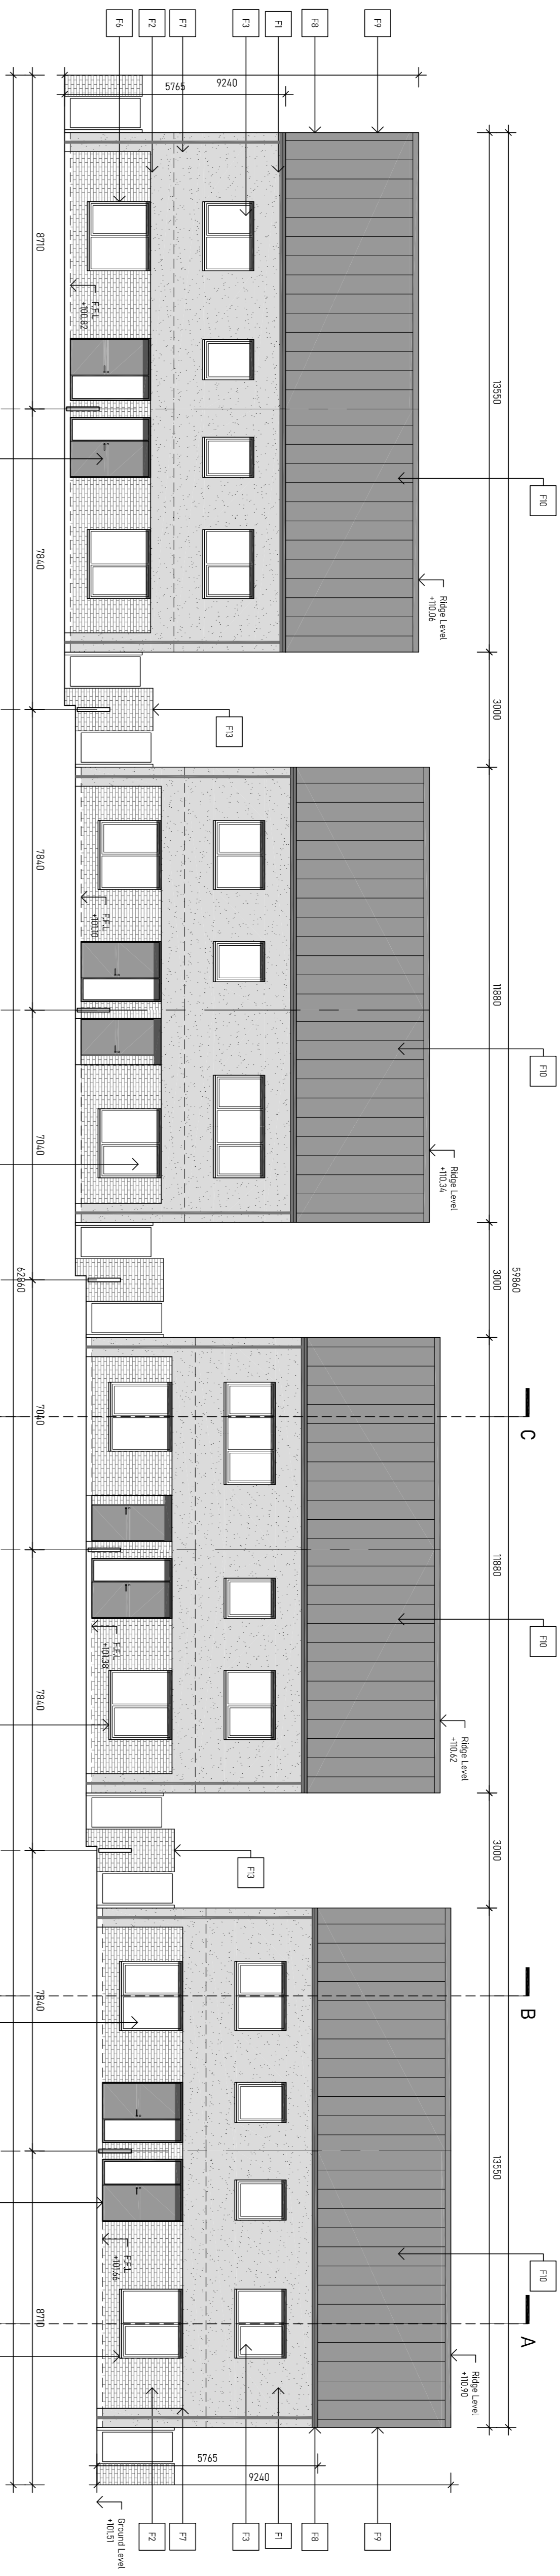 F10
F10
F10
F10
59860
13550
3000
11880
3000
11880
3000
13550
C
B
A
Ridge Level
+110.06
Ridge Level
+110.34
Ridge Level
+110.62
Ridge Level
+110.90
F9
F8
F1
F3
F7
F2
F6
9240
5765
F13
F13
F9
F8
F1
F3
F7
F2
5765
9240
F.F.L
+100.82
F.F.L
+101.10
F.F.L
+101.38
F.F.L
+101.66
Ground Level
+101.51
8710
7840
7840
7040
7040
7840
7840
8710
62860